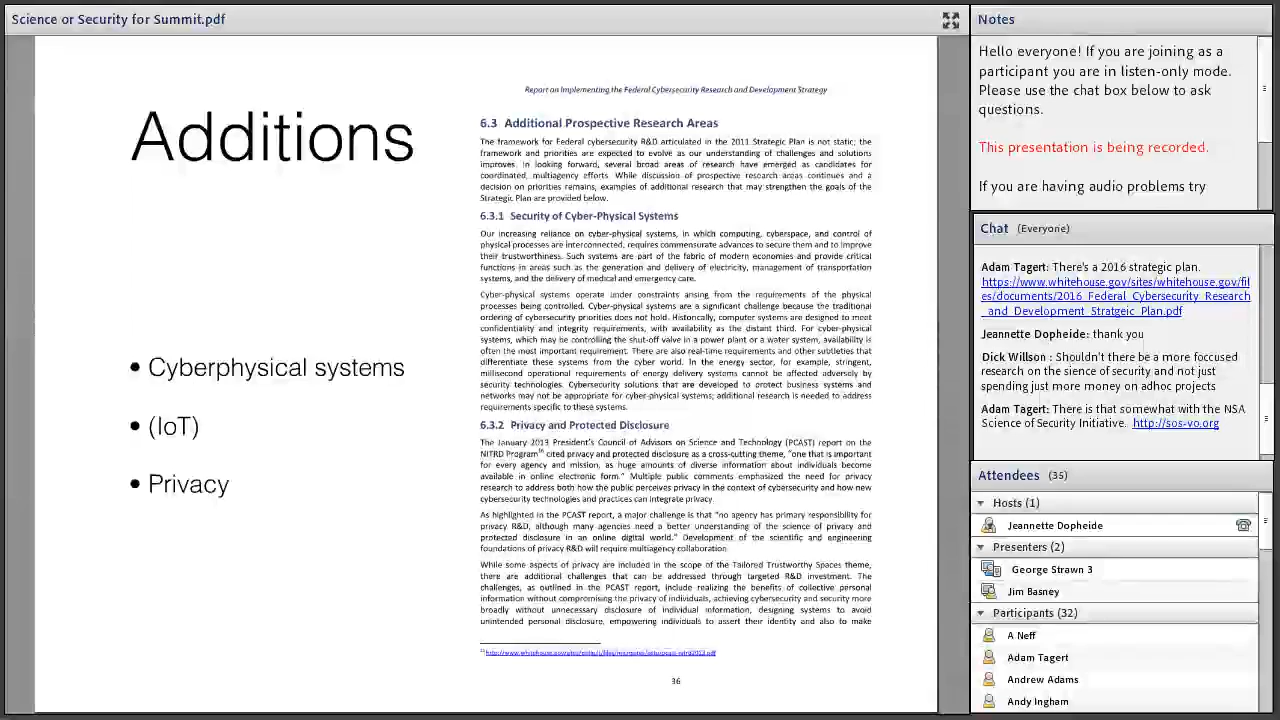 Science or Security for Summit.pdf
Additions
• Cyberphysical systems
• (IoT)
• Privacy
Report on Implementing the Federal Cybersecurity Research and Development Strategy
6.3 Additional Prospective Research Areas
The framework for Federal cybersecurity R&D articulated in the 2011 Strategic Plan is not static; the
framework and priorities are expected to evolve as our understanding of challenges and solutions
improves. In looking forward, several broad areas of research have emerged as candidates for
coordinated, multiagency efforts. While discussion of prospective research areas continues and a
decision on priorities remains, examples of additional research that may strengthen the goals of the
Strategic Plan are provided below.
6.3.1 Security of Cyber-Physical Systems
Our increasing reliance on cyber-physical systems, in which computing, cyberspace, and control of
physical processes are interconnected, requires commensurate advances to secure them and to improve
their trustworthiness. Such systems are part of the fabric of modern economies and provide critical
functions in areas such as the generation and delivery of electricity, management of transportation
systems, and the delivery of medical and emergency care.
Cyber-physical systems operate under constraints arising from the requirements of the physical
processes being controlled. Cyber-physical systems are a significant challenge because the traditional
ordering of cybersecurity priorities does not hold. Historically, computer systems are designed to meet
confidentiality and integrity requirements, with availability as the distant third. For cyber-physical
systems, which may be controlling the shut-off valve in a power plant or a water system, availability is
often the most important requirement. There are also real-time requirements and other subtleties that
differentiate these systems from the cyber world. In the energy sector, for example, stringent,
millisecond operational requirements of energy delivery systems cannot be affected adversely by
security technologies. Cybersecurity solutions that are developed to protect business systems and
networks may not be appropriate for cyber-physical systems; additional research is needed to address
requirements specific to these systems.
6.3.2 Privacy and Protected Disclosure
The January 2013 President's Council of Advisors on Science and Technology (PCAST) report on the
NITRD Program cited privacy and protected disclosure as a cross-cutting theme, "one that is important
for every agency and mission, as huge amounts of diverse information about individuals become
available in online electronic form." Multiple public comments emphasized the need for privacy
research to address both how the public perceives privacy in the context of cybersecurity and how new
cybersecurity technologies and practices can integrate privacy.
As highlighted in the PCAST report, a major challenge is that "no agency has primary responsibility for
privacy R&D, although many agencies need a better understanding of the science of privacy and
protected disclosure in an online digital world." Development of the scientific and engineering
foundations of privacy R&D will require multiagency collaboration.
While some aspects of privacy are included in the scope of the Tailored Trustworthy Spaces theme,
there are additional challenges that can be addressed through targeted R&D investment. The
challenges, as outlined in the PCAST report, include realizing the benefits of collective personal
information without compromising the privacy of individuals, achieving cybersecurity and security more
broadly without unnecessary disclosure of individual information, designing systems to avoid
unintended personal disclosure, empowering individuals to assert their identity and also to make
36
Notes
Hello everyone! If you are joining as a
participant you are in listen-only mode.
Please use the chat box below to ask
questions.
This presentation is being recorded.
If you are having audio problems try
Chat (Everyone)
Adam Tagert: There's a 2016 strategic plan.
https://www.whitehouse.gov/sites/whitehouse.gov/fil
es/documents/2016_Federal_Cybersecurity_Research
_and_Development_Stratgeic_Plan.pdf
Jeannette Dopheide: thank you
Dick Wilson: Shouldn't there be a more foccused
research on the sience of security and not just
spending just more money on adhoc projects
Adam Tagert: There is that somewhat with the NSA
Science of Security Initiative. http://sos-vo.org
Attendees (35)
Hosts (1)
Jeannette Dopheide
Presenters (2)
George Strawn 3
Jim Basney
Participants (32)
A Neff
Adam Tagert
Andrew Adams
Andy Ingham